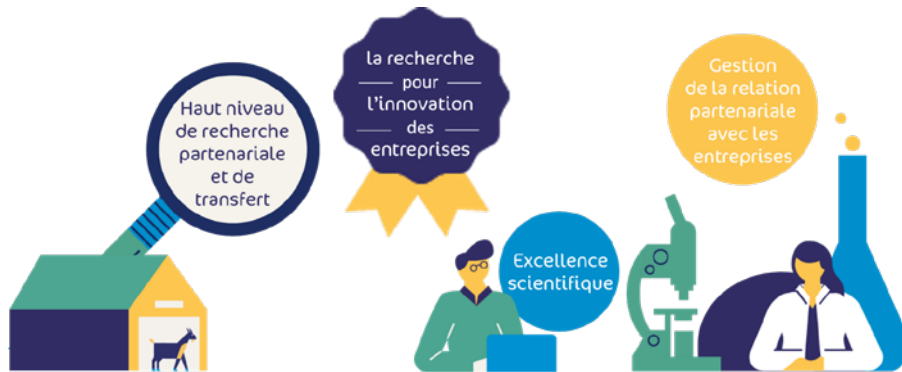 Haut niveau
de recherche
partenariale
et de
transfert
la recherche
pour
l'innovation
des
entreprises
Excellence
scientifique
Gestion
de la relation
partenariale
avec les
entreprises